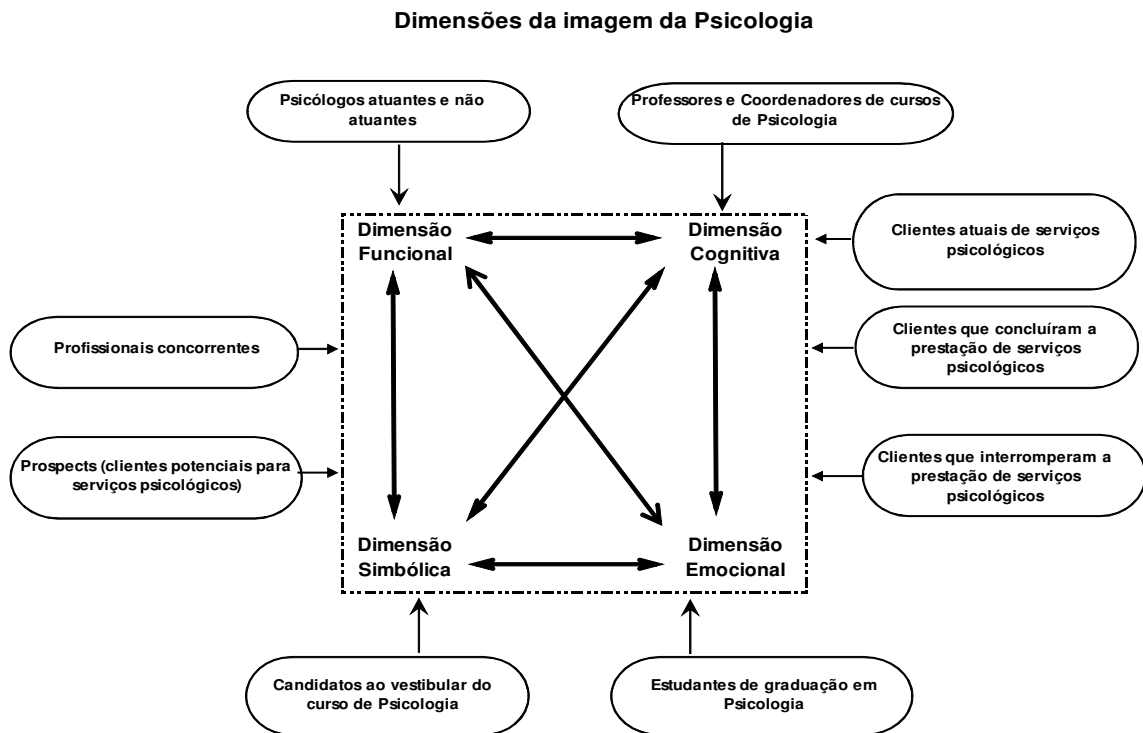 Dimensões da imagem da Psicologia
Psicólogos atuantes e não
atuantes
Professores e Coordenadores de cursos
de Psicologia
Dimensão
Funcional
Dimensão
Cognitiva
Clientes atuais de serviços
psicológicos
Profissionais concorrentes
Clientes que concluíram a
prestação de serviços
psicológicos
Prospects (clientes potenciais para
serviços psicológicos)
Clientes que interromperam a
prestação de serviços
psicológicos
Dimensão
Simbólica
Dimensão
Emocional
Candidatos ao vestibular do
curso de Psicologia
Estudantes de graduação em
Psicologia